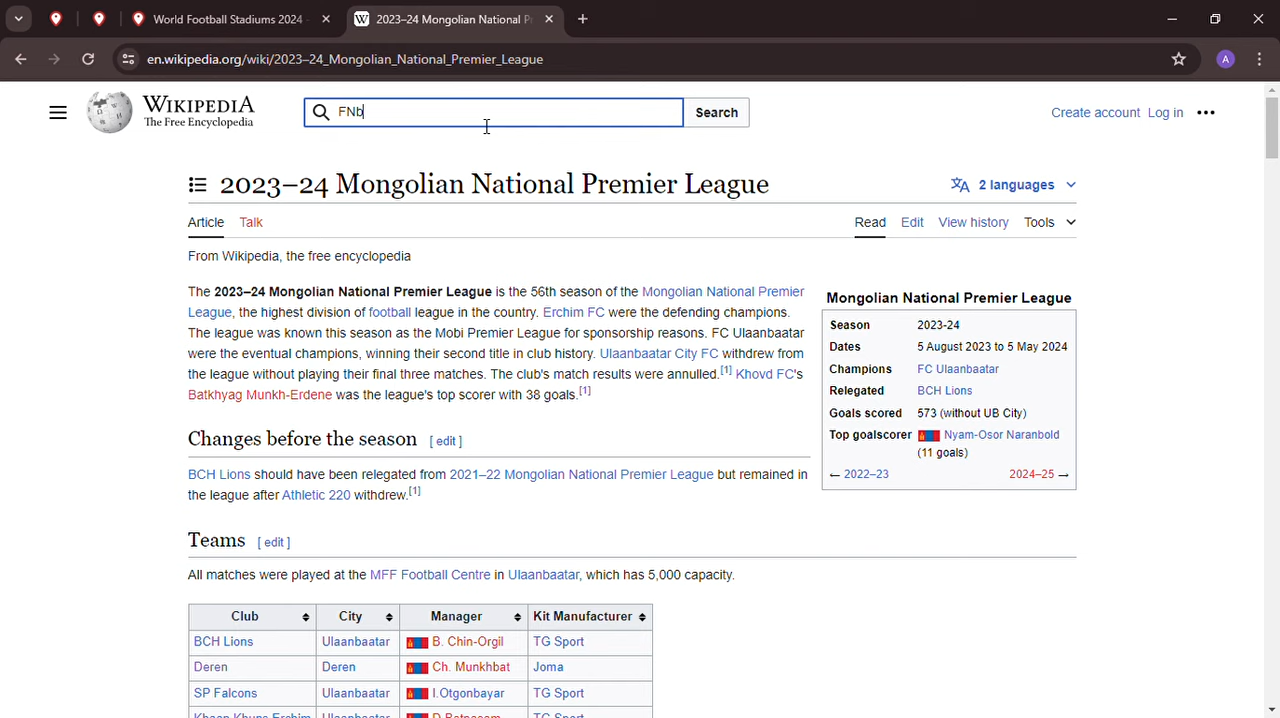 World Football Stadiums 2024 -
2023–24 Mongolian National P
en.wikipedia.org/wiki/2023–24_Mongolian_National_Premier_League
A
WIKIPEDIA
The Free Encyclopedia
FNb
Search
Create account Log in
2023–24 Mongolian National Premier League
2 languages
Article Talk
Read Edit View history Tools
From Wikipedia, the free encyclopedia
The 2023–24 Mongolian National Premier League is the 56th season of the Mongolian National Premier
League, the highest division of football league in the country. Erchim FC were the defending champions.
The league was known this season as the Mobi Premier League for sponsorship reasons. FC Ulaanbaatar
were the eventual champions, winning their second title in club history. Ulaanbaatar City FC withdrew from
the league without playing their final three matches. The club's match results were annulled.[1] Khovd FC's
Batkhyag Munkh-Erdene was the league's top scorer with 38 goals.[1]
Mongolian National Premier League
Season 2023-24
Dates 5 August 2023 to 5 May 2024
Champions FC Ulaanbaatar
Relegated BCH Lions
Goals scored 573 (without UB City)
Top goalscorer Nyam-Osor Naranbold
(11 goals)
← 2022–23 2024–25 →
Changes before the season [ edit ]
BCH Lions should have been relegated from 2021–22 Mongolian National Premier League but remained in
the league after Athletic 220 withdrew.[1]
Teams [ edit ]
All matches were played at the MFF Football Centre in Ulaanbaatar, which has 5,000 capacity.
Club City Manager Kit Manufacturer
BCH Lions Ulaanbaatar B. Chin-Orgil TG Sport
Deren Deren Ch. Munkhbat Joma
SP Falcons Ulaanbaatar I.Otgonbayar TG Sport
Khaan Khuns Erchim Ulaanbaatar D.Batnasam TG Sport